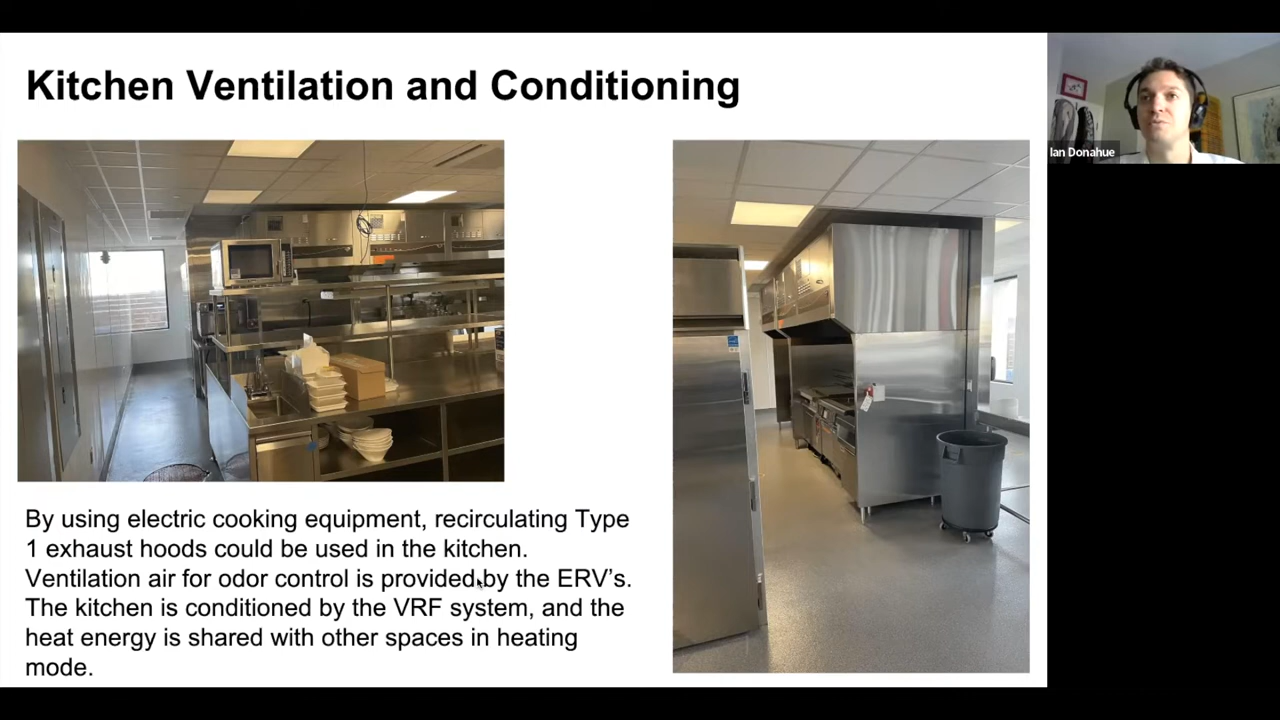 Kitchen Ventilation and Conditioning
Ian Donahue
By using electric cooking equipment, recirculating Type
1 exhaust hoods could be used in the kitchen.
Ventilation air for odor control is provided by the ERV's.
The kitchen is conditioned by the VRF system, and the
heat energy is shared with other spaces in heating
mode.